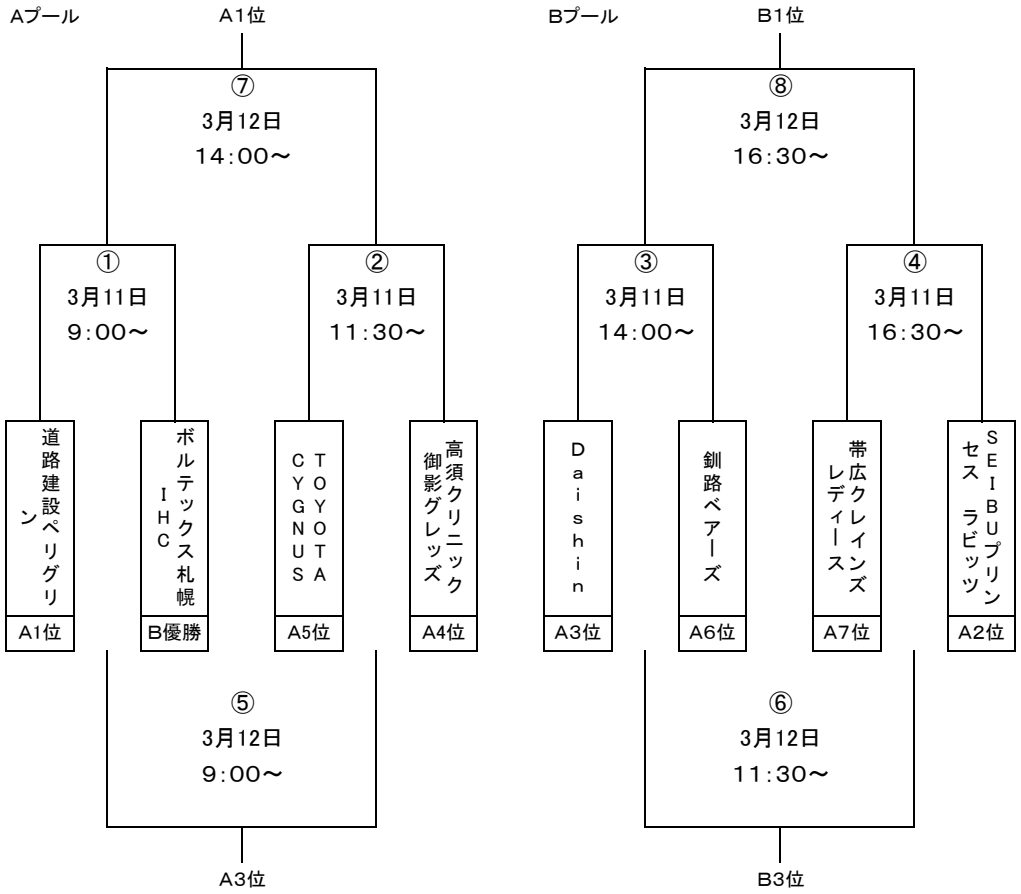 Aプール
A1位
Bプール
B1位
⑦
3月12日
14:00～
⑧
3月12日
16:30～
①
3月11日
9:00～
②
3月11日
11:30～
③
3月11日
14:00～
④
3月11日
16:30～
道路建設ペリグリ
ン
A1位
ボルテックス札幌
IHC
B優勝
TOYOTA
CYGNUS
A5位
高須クリニック
御影グレッズ
A4位
Daishin
A3位
釧路ベアーズ
A6位
帯広クレインズ
レディース
A7位
SEIBUプリン
セス ラビッツ
A2位
⑤
3月12日
9:00～
⑥
3月12日
11:30～
A3位
B3位